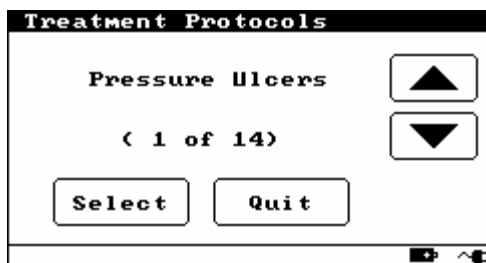 Treatment Protocols
Pressure Ulcers
( 1 of 14)
Select Quit